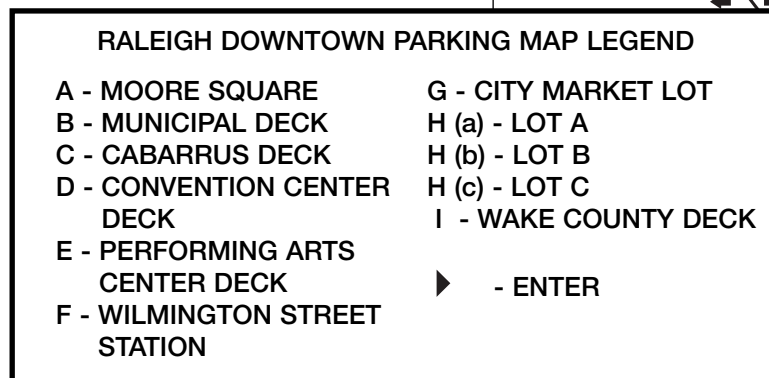 RALEIGH DOWNTOWN PARKING MAP LEGEND
A - MOORE SQUARE
B - MUNICIPAL DECK
C - CABARRUS DECK
D - CONVENTION CENTER
DECK
E - PERFORMING ARTS
CENTER DECK
F - WILMINGTON STREET
STATION
G - CITY MARKET LOT
H (a) - LOT A
H (b) - LOT B
H (c) - LOT C
I - WAKE COUNTY DECK
- ENTER